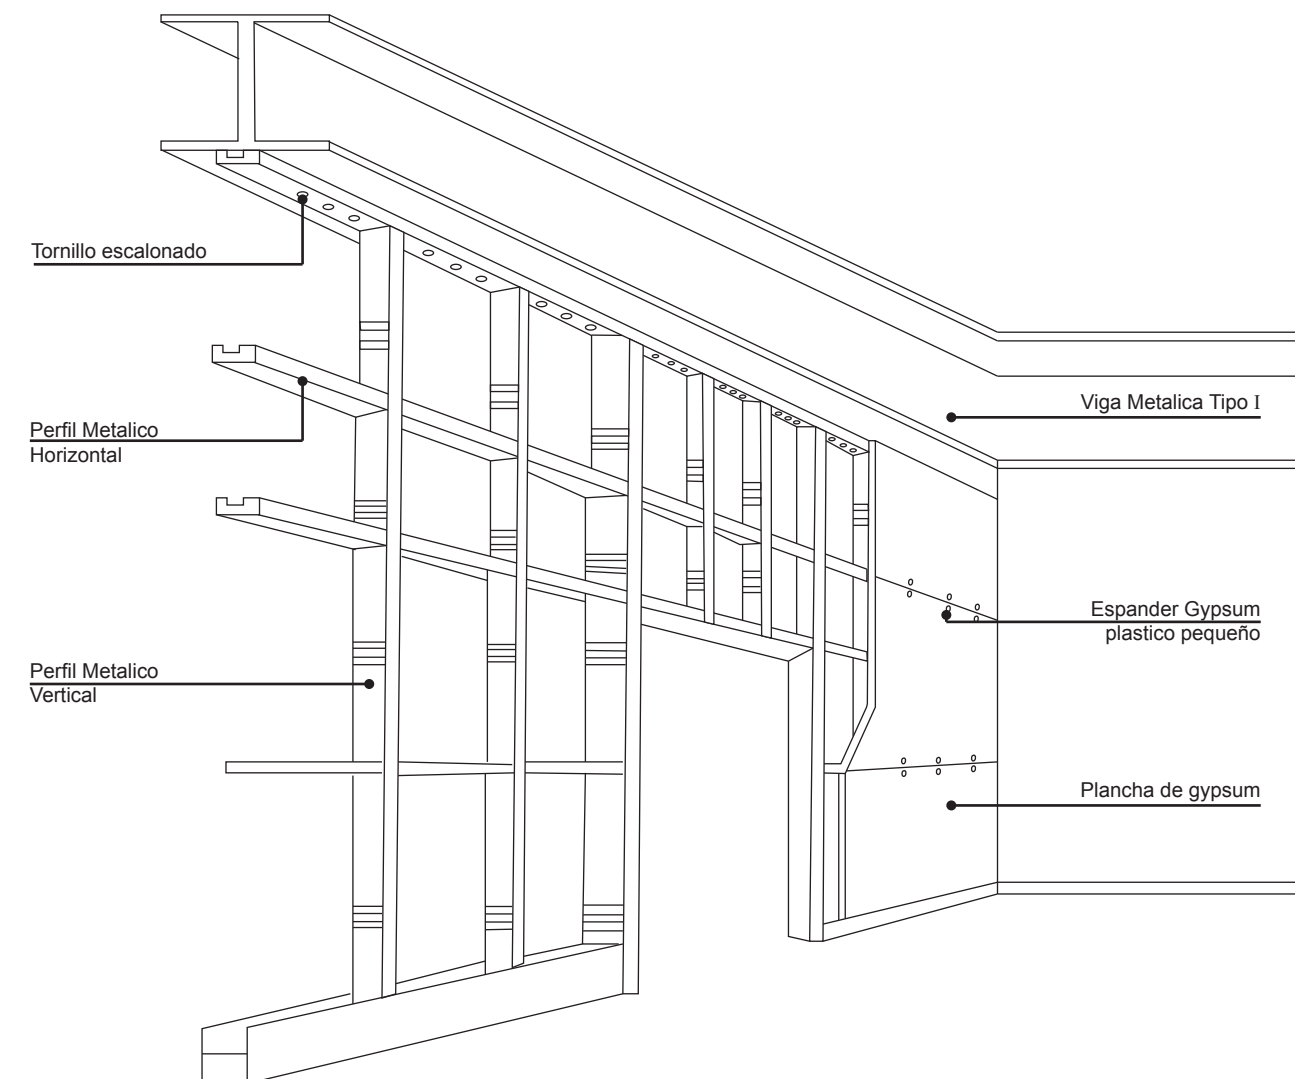 Tornillo escalonado
Perfil Metalico
Horizontal
Perfil Metalico
Vertical
Viga Metalica Tipo I
Espander Gypsum
plastico pequeño
Plancha de gypsum